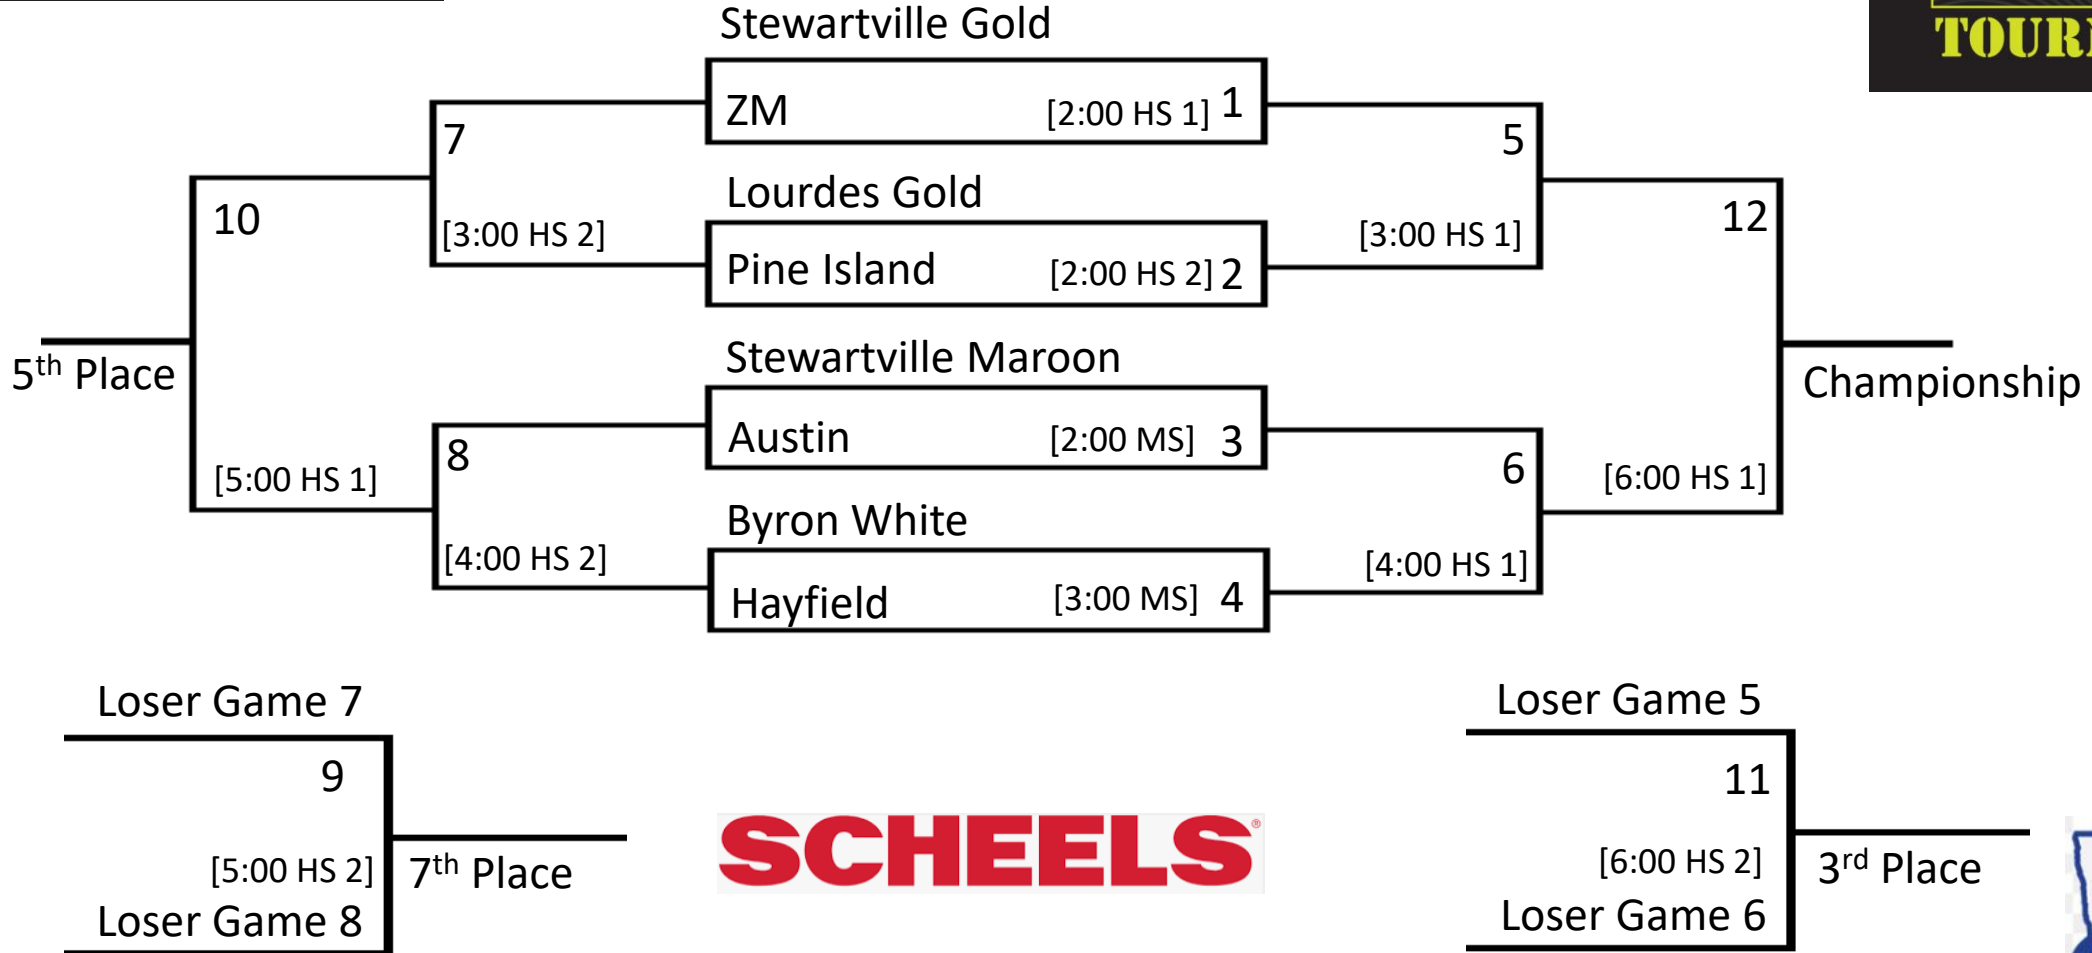 Stewartville Gold
ZM [2:00 HS 1] 1
7
5
Lourdes Gold
10
12
[3:00 HS 2]
[3:00 HS 1]
Pine Island [2:00 HS 2] 2
Stewartville Maroon
5th Place
Championship
Austin [2:00 MS] 3
8
6
[5:00 HS 1]
[6:00 HS 1]
Byron White
[4:00 HS 2]
[4:00 HS 1]
Hayfield [3:00 MS] 4
Loser Game 7
9
[5:00 HS 2]
7th Place
Loser Game 8
SCHEELS®
Loser Game 5
11
[6:00 HS 2]
3rd Place
Loser Game 6